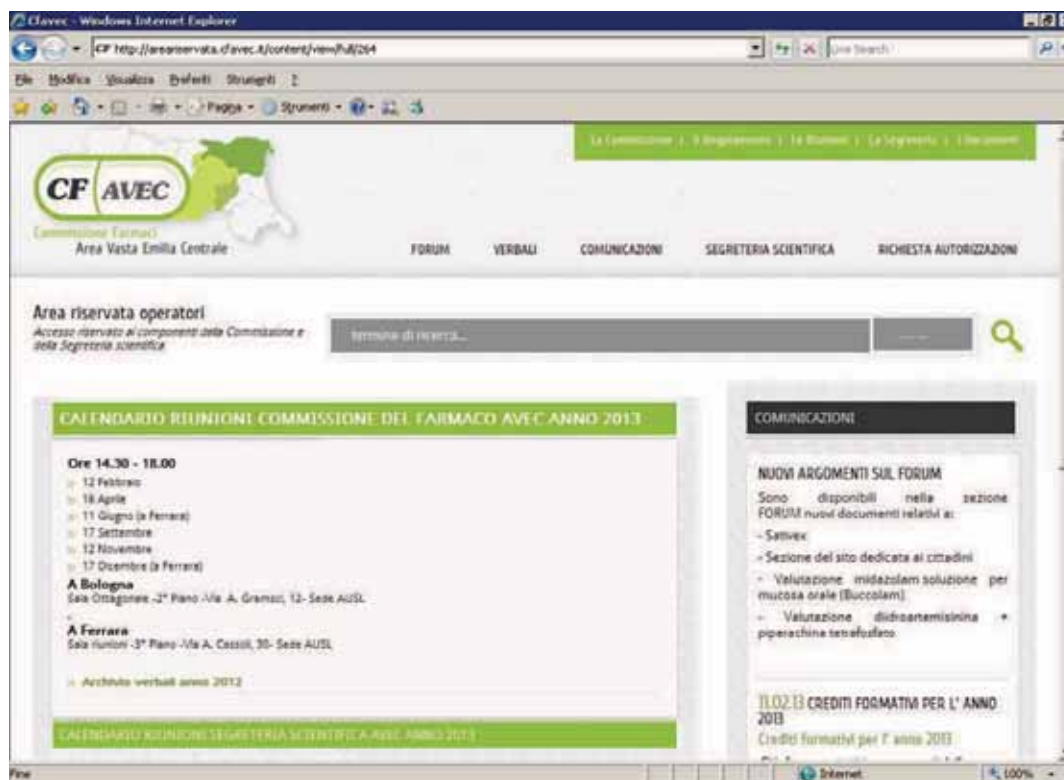 Cfavec - Windows Internet Explorer
http://areariservata.cfavec.it/content/view/full/264
Live Search
File Modifica Visualizza Preferiti Strumenti ?
Pagina Strumenti
La Commissione | Il Regolamento | Le Riunioni | La Segreteria | I Documenti
CF AVEC
Commissione Farmaci
Area Vasta Emilia Centrale
FORUM VERBALI COMUNICAZIONI SEGRETERIA SCIENTIFICA RICHIESTA AUTORIZZAZIONI
Area riservata operatori
Accesso riservato ai componenti della Commissione e
della Segreteria scientifica
termine di ricerca...
CALENDARIO RIUNIONI COMMISSIONE DEL FARMACO AVEC ANNO 2013
Ore 14.30 - 18.00
12 Febbraio
16 Aprile
11 Giugno (a Ferrara)
17 Settembre
12 Novembre
17 Dicembre (a Ferrara)
A Bologna
Sala Ottagonale -2° Piano -Via A. Gramsci, 12- Sede AUSL
A Ferrara
Sala riunioni -3° Piano -Via A. Cassoli, 30- Sede AUSL
Archivio verbali anno 2012
CALENDARIO RIUNIONI SEGRETERIA SCIENTIFICA AVEC ANNO 2013
COMUNICAZIONI
NUOVI ARGOMENTI SUL FORUM
Sono disponibili nella sezione
FORUM nuovi documenti relativi a:
- Sativex
- Sezione del sito dedicata ai cittadini
- Valutazione midazolam soluzione per
mucosa orale (Buccolam)
- Valutazione diidroartemisinina +
piperachina tetrafosfato
11.02.13 CREDITI FORMATIVI PER L' ANNO
2013
Crediti formativi per l' anno 2013
Fine
Internet
100%